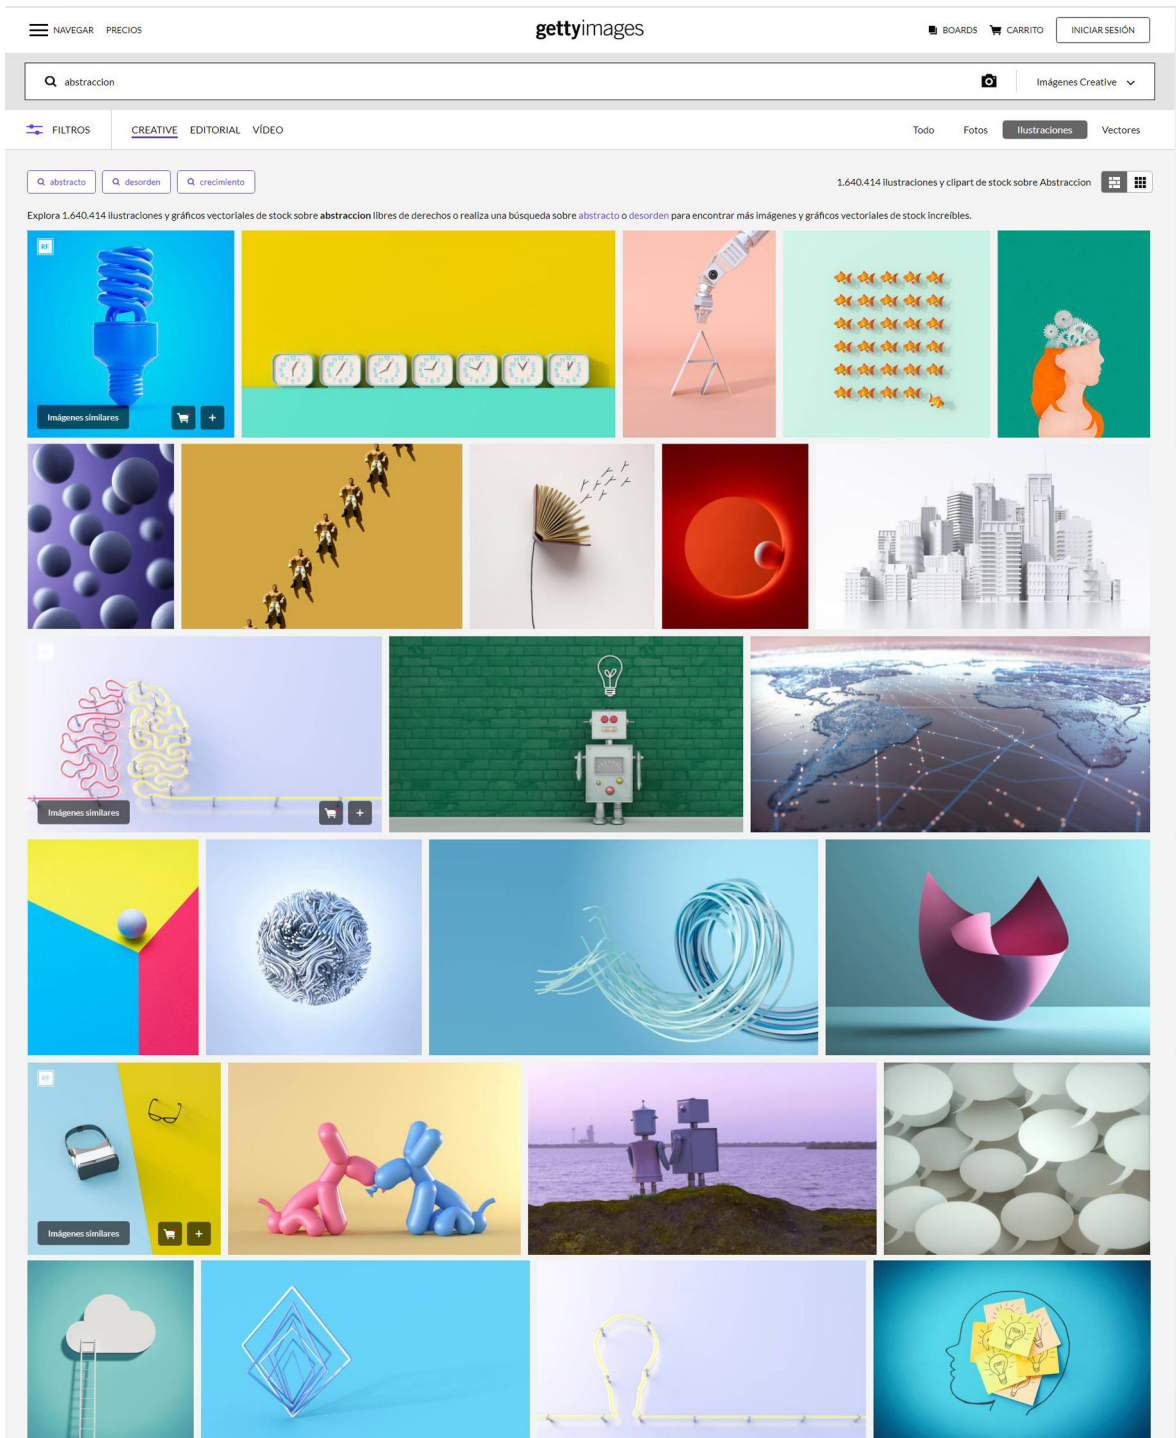 NAVEGAR PRECIOS gettyimages BOARDS CARRITO INICIAR SESIÓN
abstraccion Imágenes Creative
FILTROS CREATIVE EDITORIAL VÍDEO Todo Fotos Ilustraciones Vectores
abstracto desorden crecimiento 1.640.414 ilustraciones y clipart de stock sobre Abstraccion
Explora 1.640.414 ilustraciones y gráficos vectoriales de stock sobre abstraccion libres de derechos o realiza una búsqueda sobre abstracto o desorden para encontrar más imágenes y gráficos vectoriales de stock increíbles.
RF
Imágenes similares +
Imágenes similares +
RF
Imágenes similares +